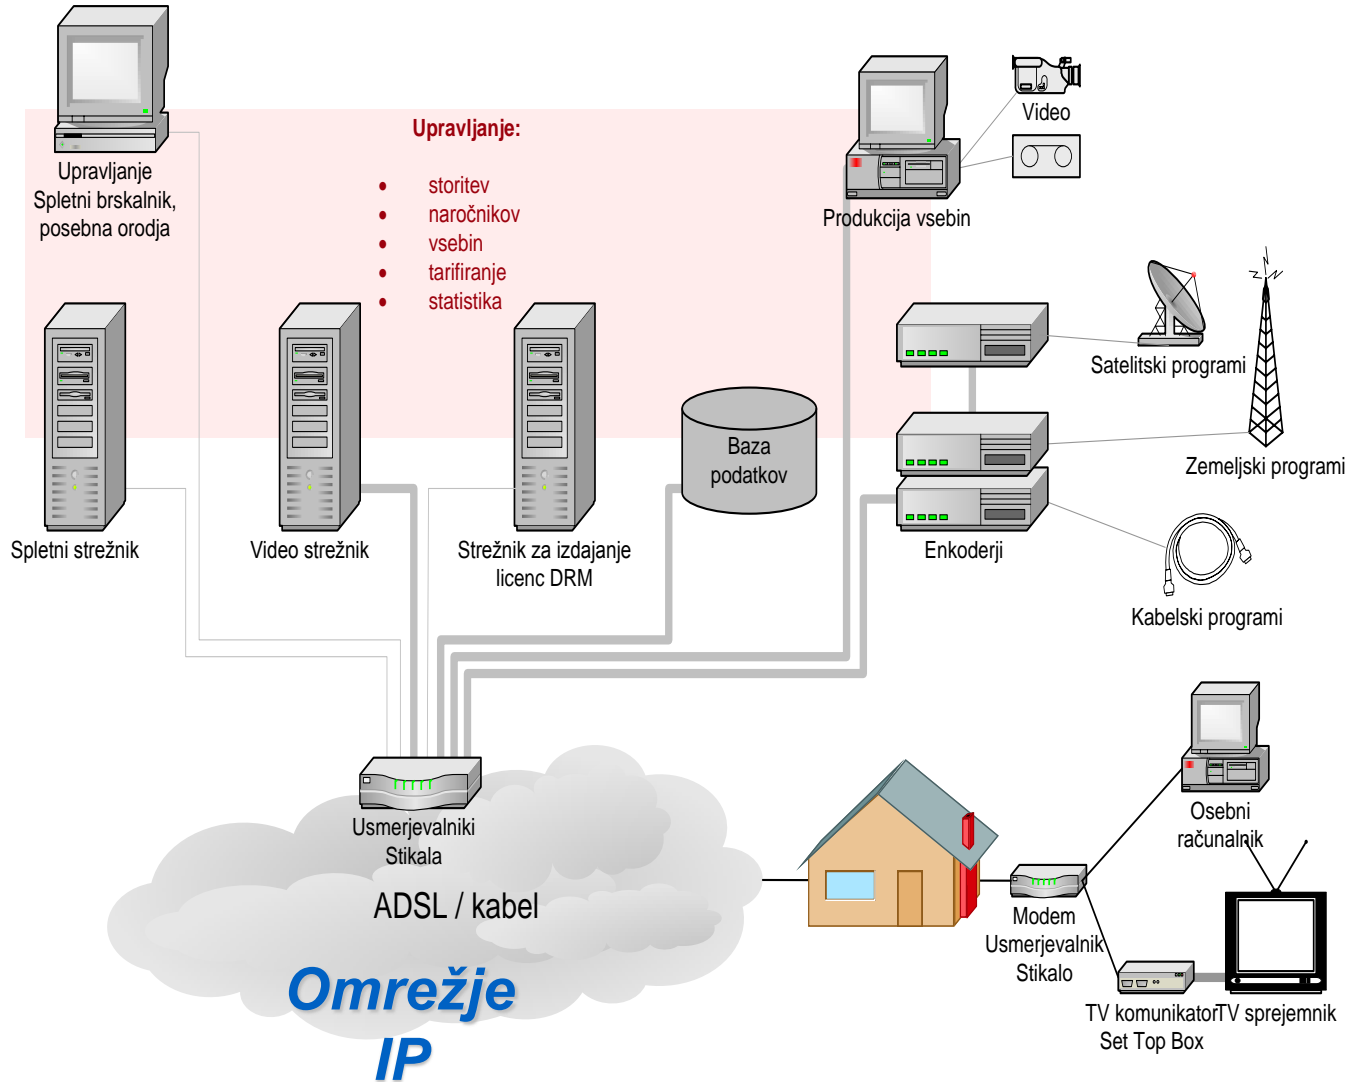 Upravljanje
Spletni brskalnik,
posebna orodja
Upravljanje:
• storitev
• naročnikov
• vsebin
• tarifiranje
• statistika
Produkcija vsebin
Video
Satelitski programi
Zemeljski programi
Kabelski programi
Enkoderji
Baza
podatkov
Spletni strežnik
Video strežnik
Strežnik za izdajanje
licenc DRM
Usmerjevalniki
Stikala
ADSL / kabel
Omrežje
IP
Modem
Usmerjevalnik
Stikalo
Osebni
računalnik
TV komunikator
Set Top Box
TV sprejemnik